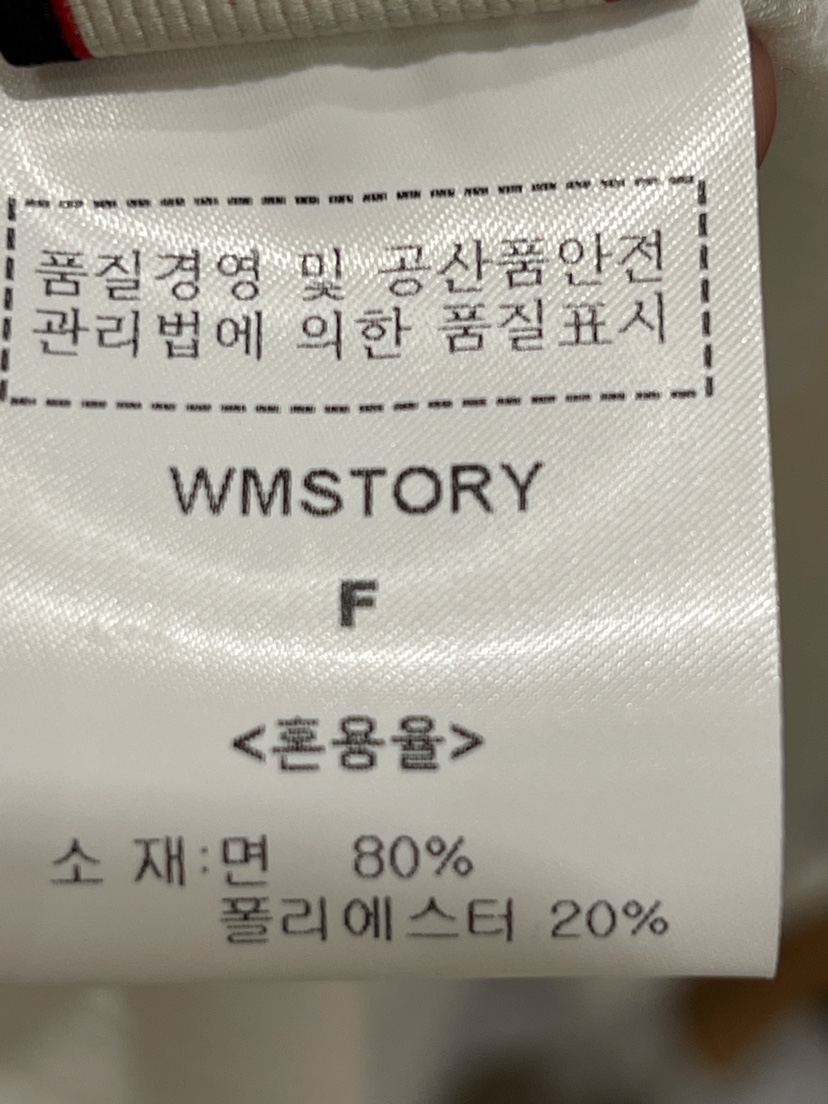 품질경영 및 공산품안전
관리법에 의한 품질표시
WMSTORY
F
<혼용율>
소 재:면 80%
폴리에스터 20%